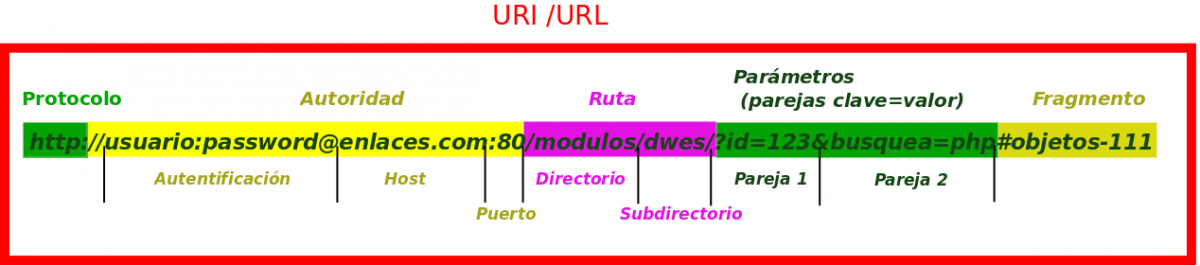 URI /URL
Parámetros
Protocolo Autoridad Ruta (parejas clave=valor) Fragmento
http://usuario:password@enlaces.com:80/modulos/dwes/?id=123&busquea=php#objetos-111
Autentificación Host Directorio Pareja 1 Pareja 2
Puerto Subdirectorio